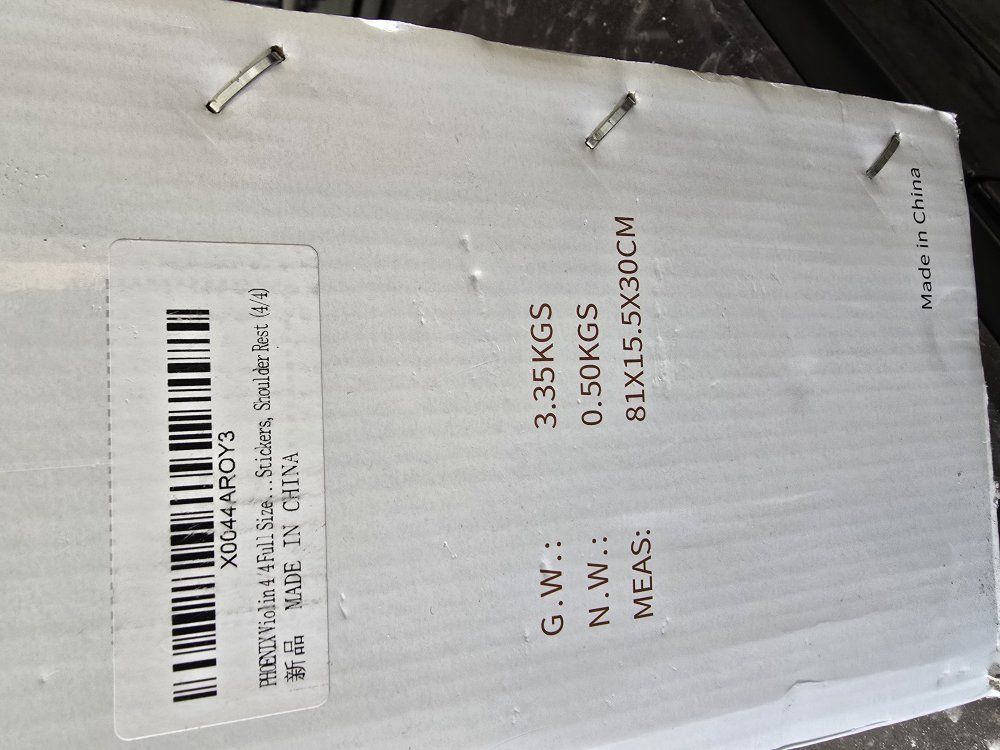 X0044AROY3
PHOENIX Violin 4/4 Full Size...Stickers, Shoulder Rest (4/4)
新品 MADE IN CHINA
G.W.: 3.35KGS
N.W.: 0.50KGS
MEAS: 81X15.5X30CM
Made in China